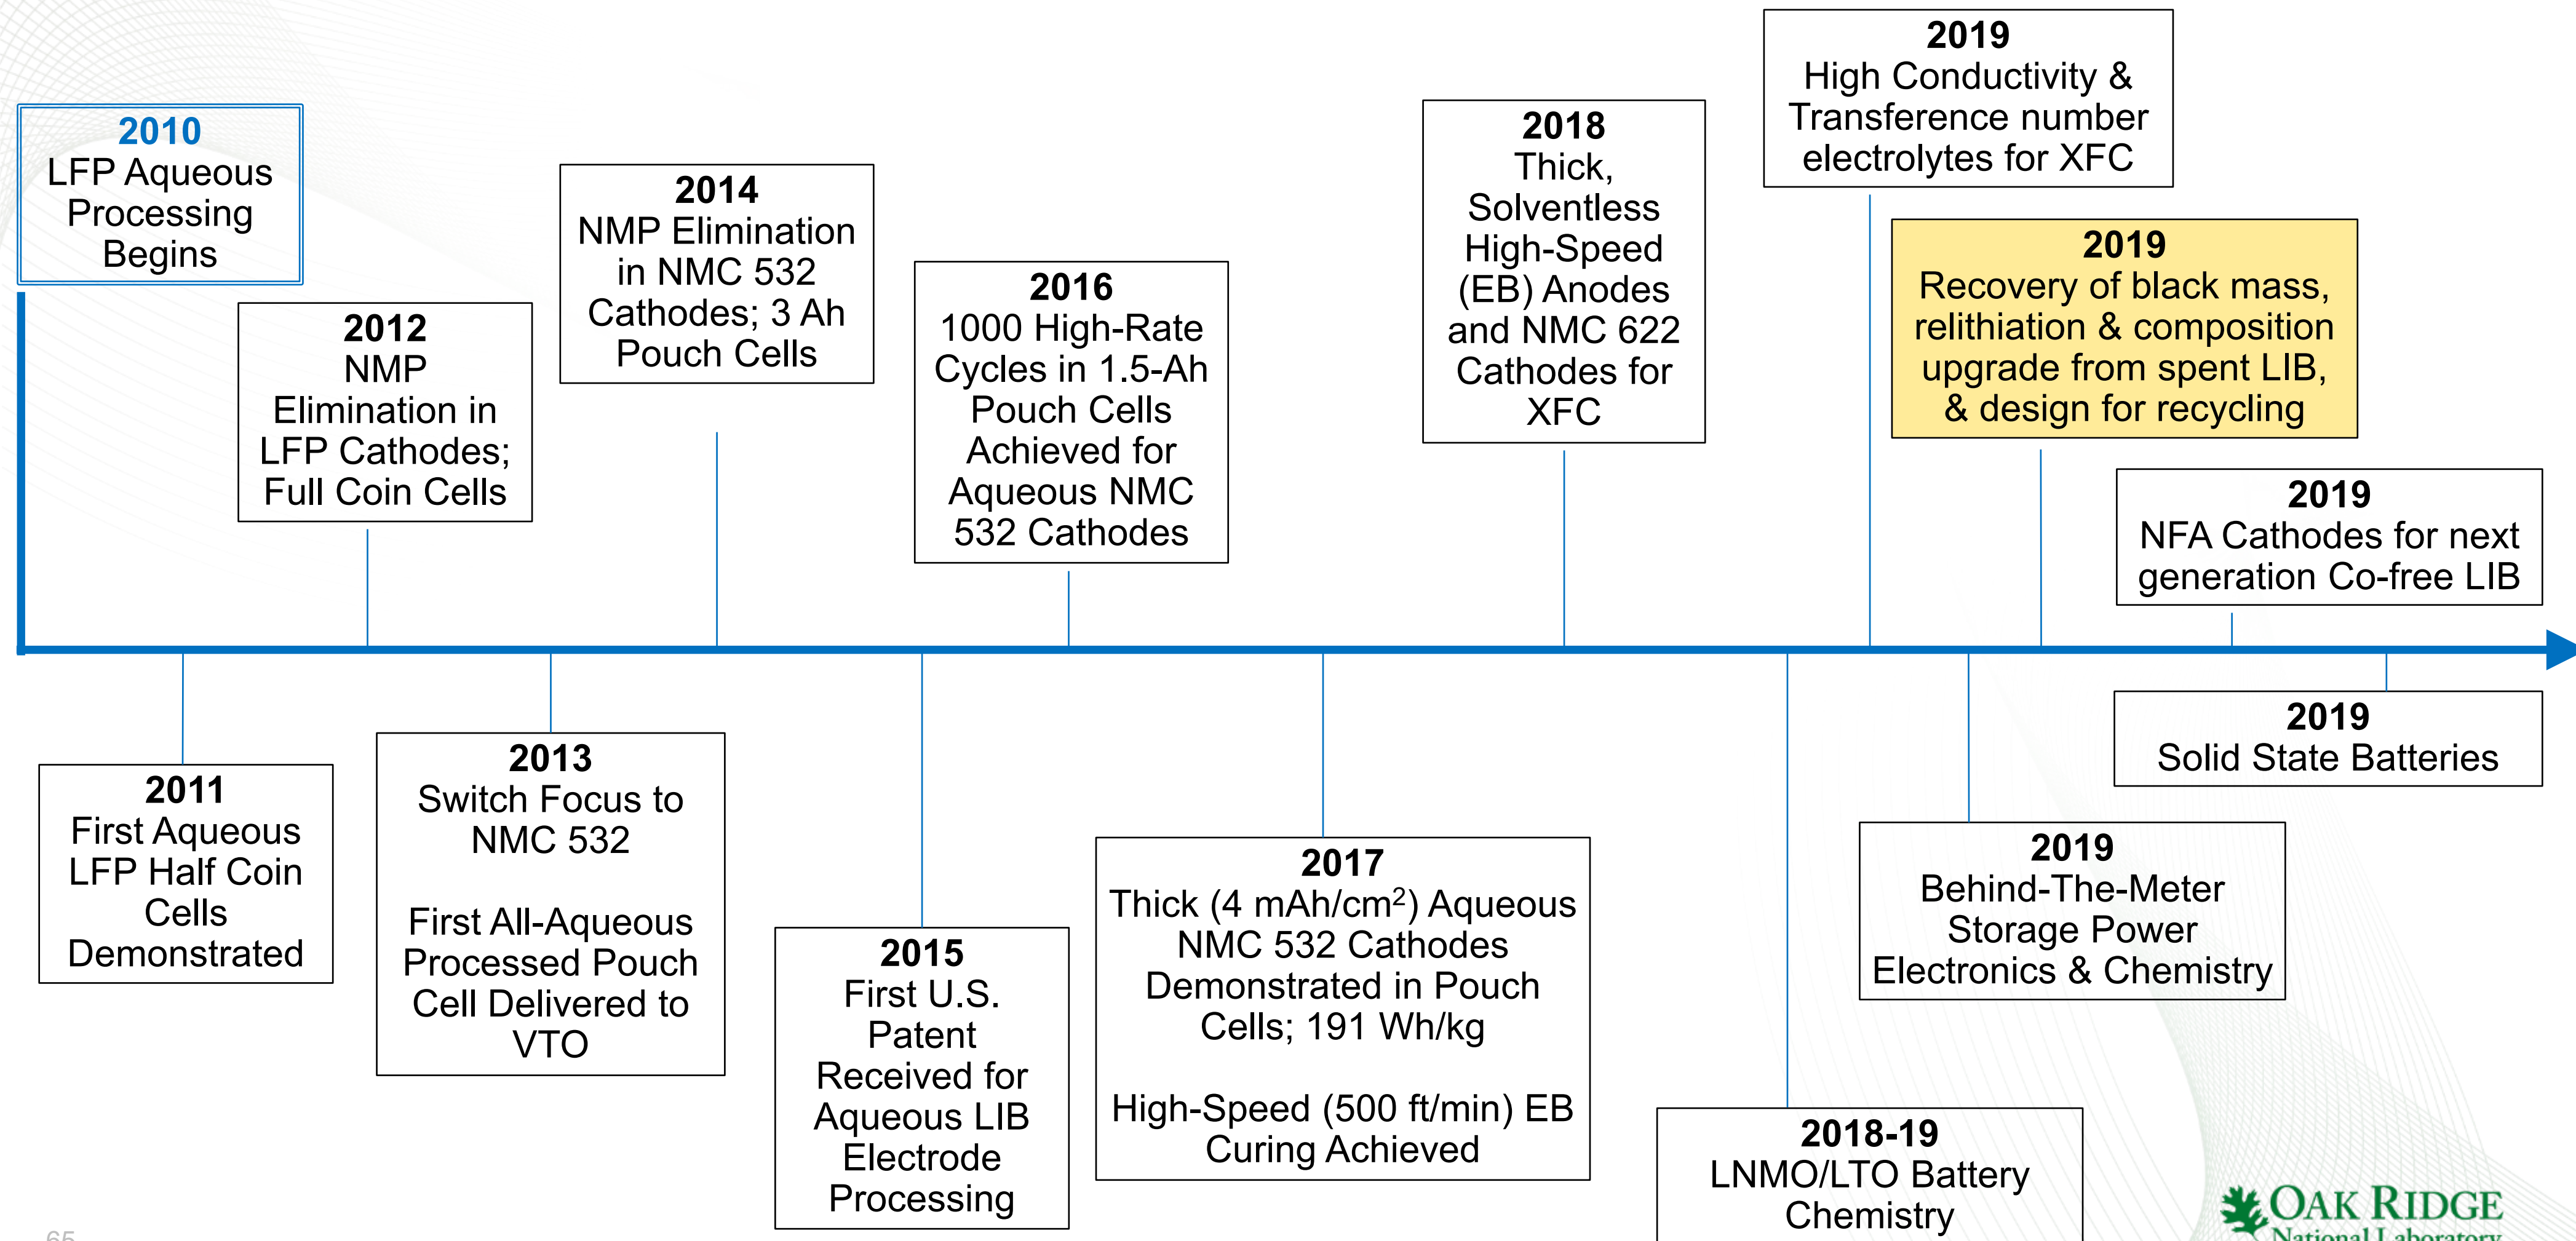 2010
LFP Aqueous
Processing
Begins
2011
First Aqueous
LFP Half Coin
Cells
Demonstrated
2012
NMP
Elimination in
LFP Cathodes;
Full Coin Cells
2013
Switch Focus to
NMC 532
First All-Aqueous
Processed Pouch
Cell Delivered to
VTO
2014
NMP Elimination
in NMC 532
Cathodes; 3 Ah
Pouch Cells
2015
First U.S.
Patent
Received for
Aqueous LIB
Electrode
Processing
2016
1000 High-Rate
Cycles in 1.5-Ah
Pouch Cells
Achieved for
Aqueous NMC
532 Cathodes
2017
Thick (4 mAh/cm²) Aqueous
NMC 532 Cathodes
Demonstrated in Pouch
Cells; 191 Wh/kg
High-Speed (500 ft/min) EB
Curing Achieved
2018
Thick,
Solventless
High-Speed
(EB) Anodes
and NMC 622
Cathodes for
XFC
2018-19
LNMO/LTO Battery
Chemistry
2019
High Conductivity &
Transference number
electrolytes for XFC
2019
Behind-The-Meter
Storage Power
Electronics & Chemistry
2019
Recovery of black mass,
relithiation & composition
upgrade from spent LIB,
& design for recycling
2019
NFA Cathodes for next
generation Co-free LIB
2019
Solid State Batteries
65
OAK RIDGE
National Laboratory